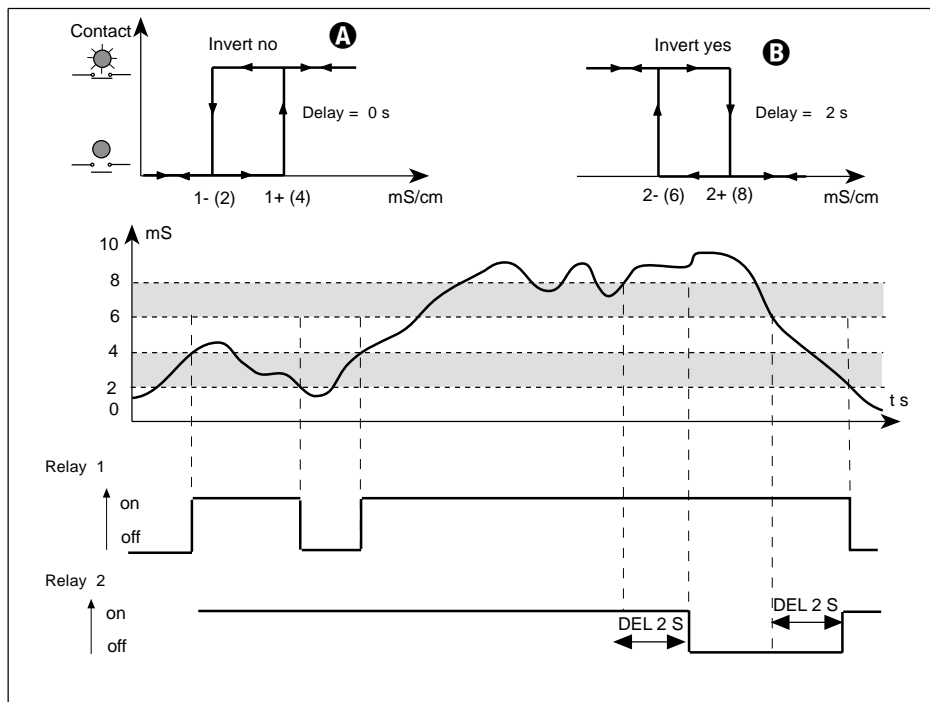 Contact
Invert no
A
Delay = 0 s
1- (2)
1+ (4)
mS/cm
Invert yes
B
Delay = 2 s
2- (6)
2+ (8)
mS/cm
mS
10
8
6
4
2
0
t s
Relay 1
on
off
Relay 2
on
off
DEL 2 S
DEL 2 S